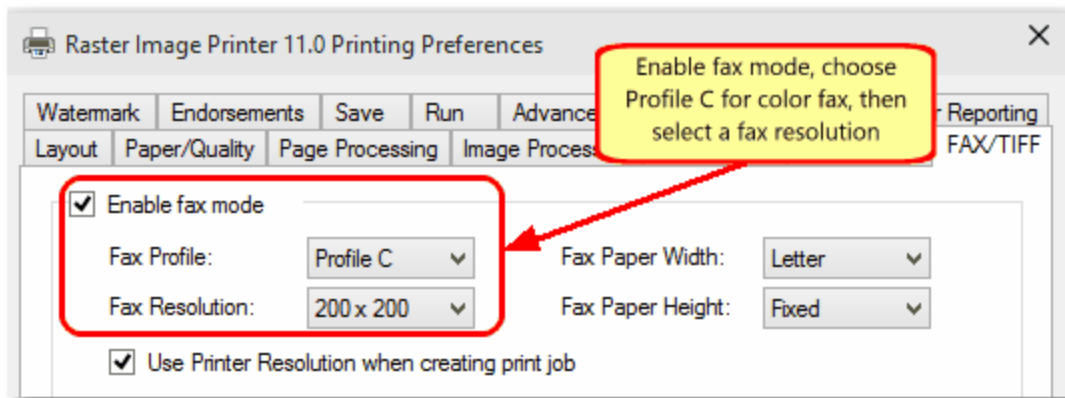 Raster Image Printer 11.0 Printing Preferences
Enable fax mode, choose
Profile C for color fax, then
select a fax resolution
Watermark Endorsements Save Run Reporting
Layout Paper/Quality Page Processing Image FAX/TIFF
Enable fax mode
Fax Profile: Profile C Fax Paper Width: Letter
Fax Resolution: 200 x 200 Fax Paper Height: Fixed
Use Printer Resolution when creating print job